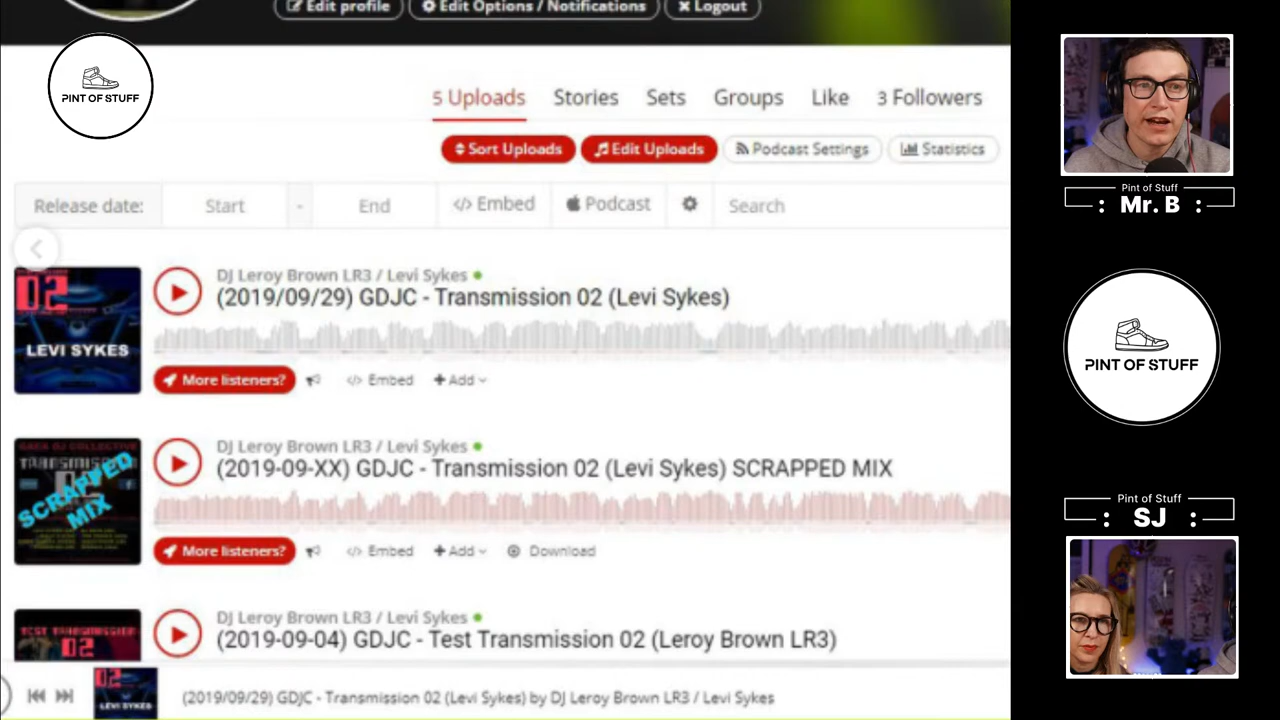 Edit profile
Edit Options / Notifications
Logout
PINT OF STUFF
5 Uploads
Stories
Sets
Groups
Like
3 Followers
Sort Uploads
Edit Uploads
Podcast Settings
Statistics
Release date:
Start
-
End
</> Embed
Podcast
Search
02
LEVI SYKES
DJ Leroy Brown LR3 / Levi Sykes
(2019/09/29) GDJC - Transmission 02 (Levi Sykes)
More listeners?
</> Embed
+ Add
SCRAPPED
MIX
DJ Leroy Brown LR3 / Levi Sykes
(2019-09-XX) GDJC - Transmission 02 (Levi Sykes) SCRAPPED MIX
More listeners?
</> Embed
+ Add
Download
TEST TRANSMISSION
02
DJ Leroy Brown LR3 / Levi Sykes
(2019-09-04) GDJC - Test Transmission 02 (Leroy Brown LR3)
02
LEVI SYKES
(2019/09/29) GDJC - Transmission 02 (Levi Sykes) by DJ Leroy Brown LR3 / Levi Sykes
Pint of Stuff
: Mr. B :
PINT OF STUFF
Pint of Stuff
: SJ :